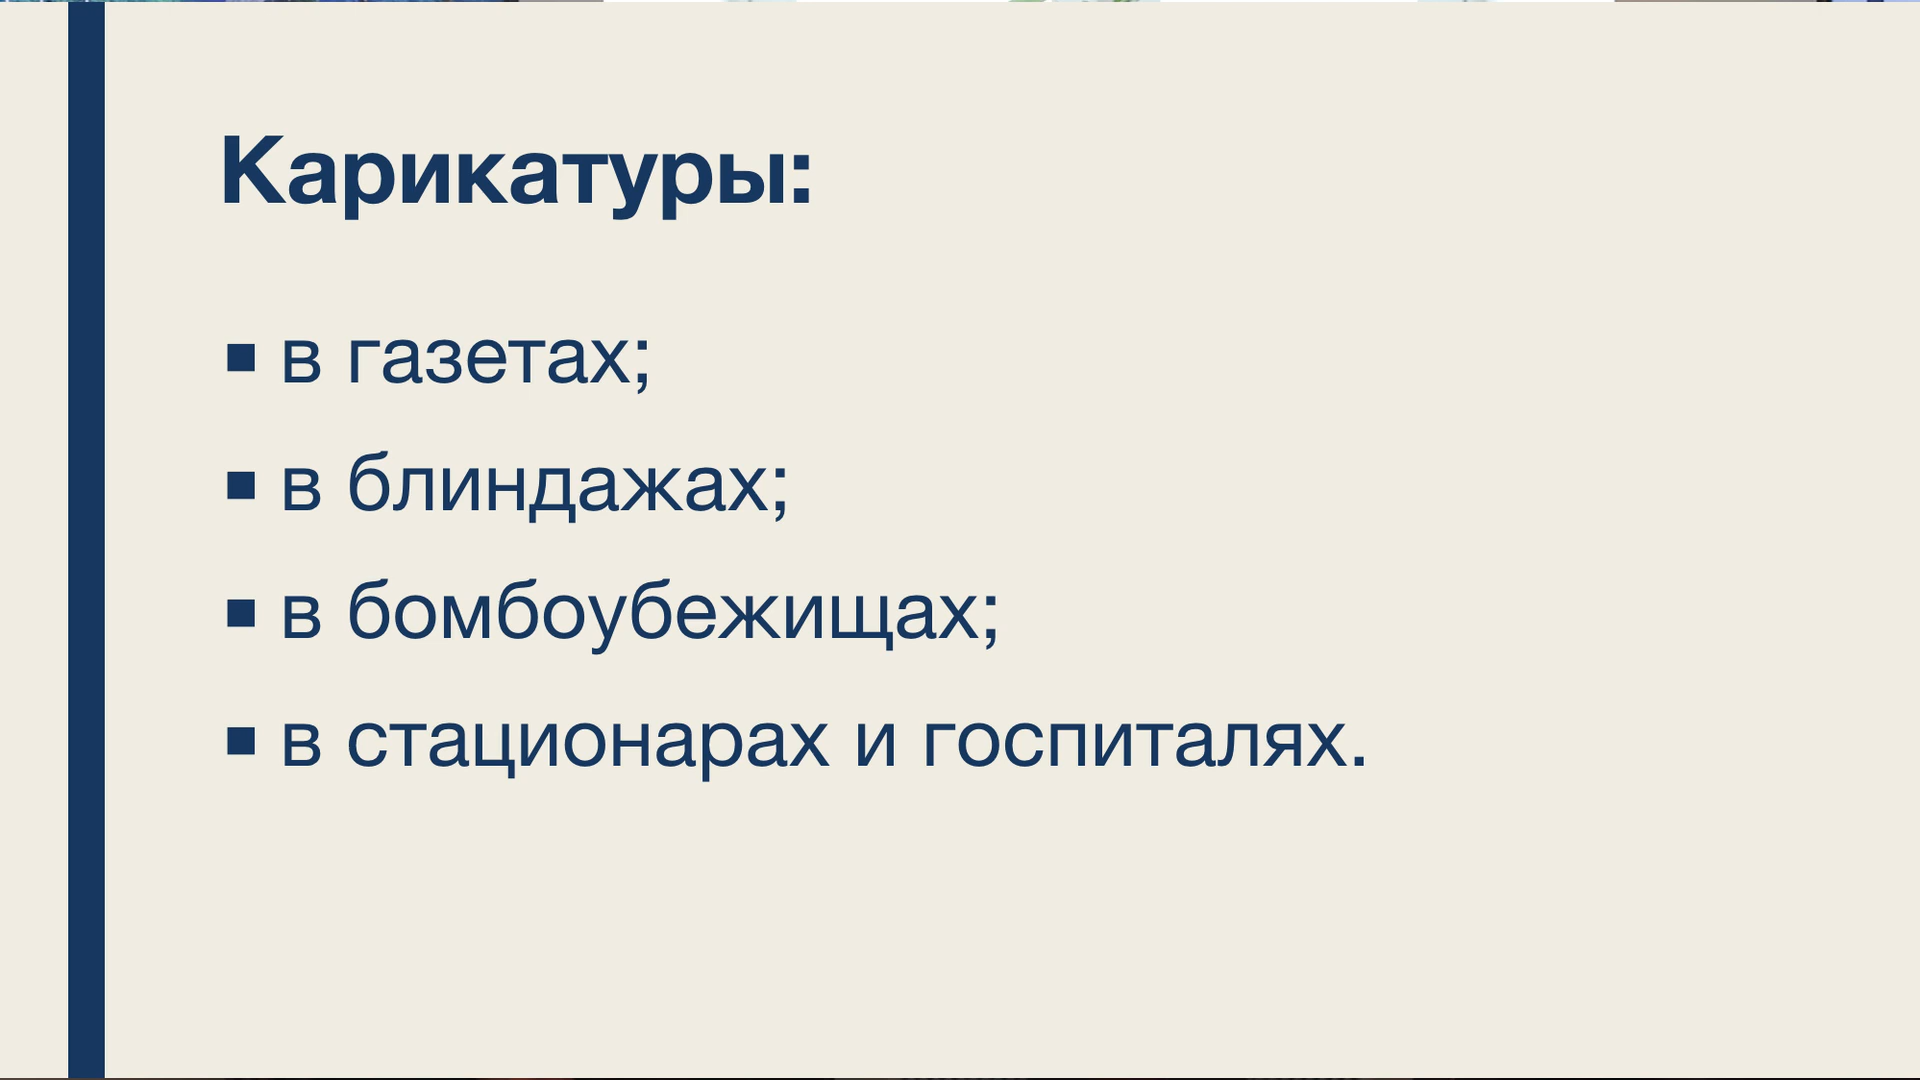 Карикатуры:
▪ в газетах;
▪ в блиндажах;
▪ в бомбоубежищах;
▪ в стационарах и госпиталях.